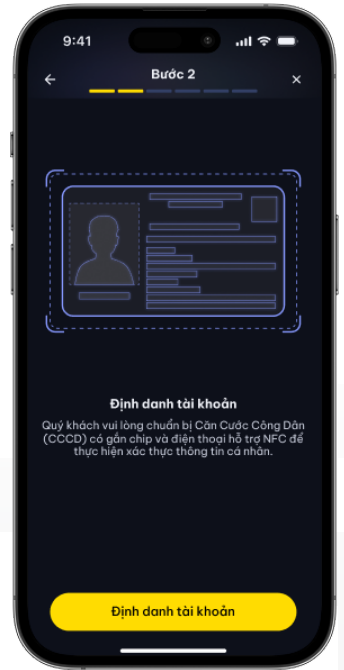 9:41
Bước 2
Định danh tài khoản
Quý khách vui lòng chuẩn bị Căn Cước Công Dân
(CCCD) có gắn chip và điện thoại hỗ trợ NFC để
thực hiện xác thực thông tin cá nhân.
Định danh tài khoản